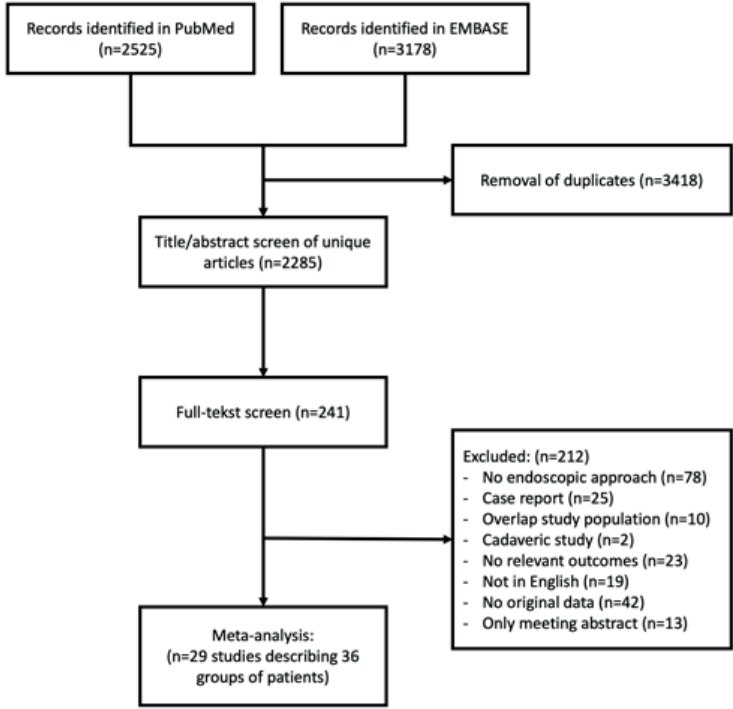 Records identified in PubMed
(n=2525)
Records identified in EMBASE
(n=3178)
Removal of duplicates (n=3418)
Title/abstract screen of unique
articles (n=2285)
Full-tekst screen (n=241)
Excluded: (n=212)
- No endoscopic approach (n=78)
- Case report (n=25)
- Overlap study population (n=10)
- Cadaveric study (n=2)
- No relevant outcomes (n=23)
- Not in English (n=19)
- No original data (n=42)
- Only meeting abstract (n=13)
Meta-analysis:
(n=29 studies describing 36
groups of patients)